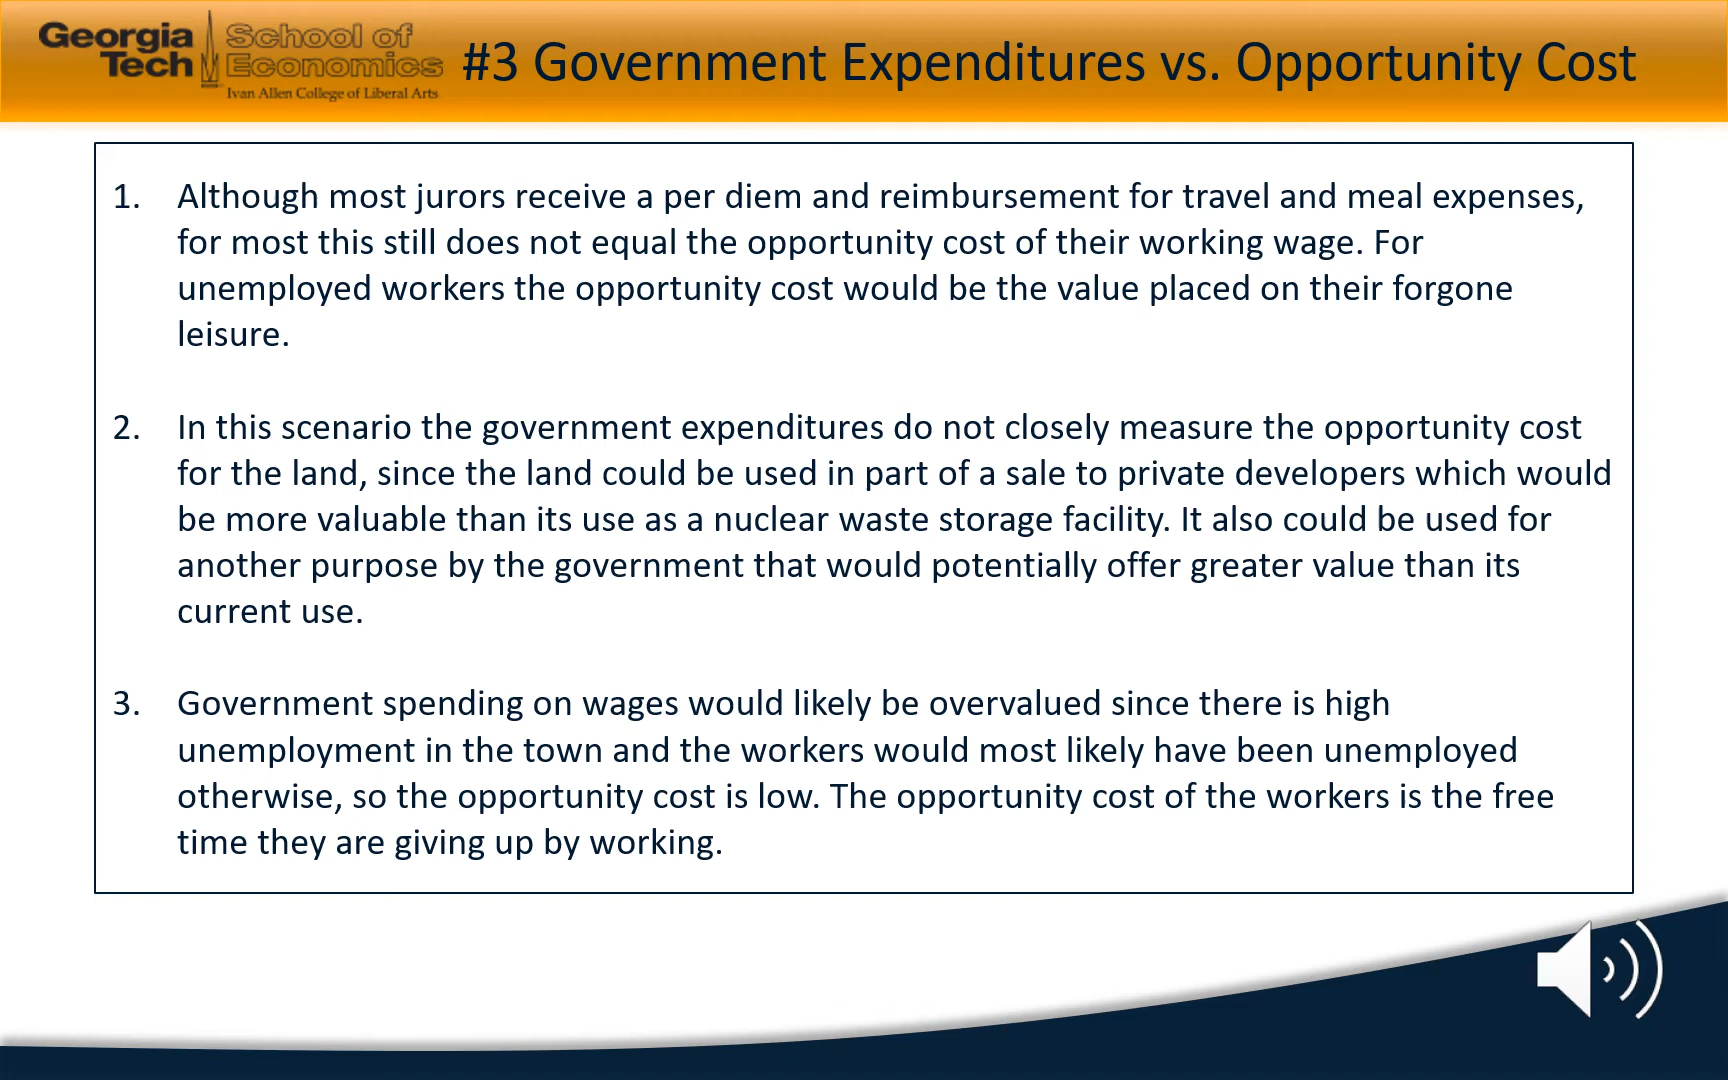 Georgia Tech
School of Economics
Ivan Allen College of Liberal Arts
#3 Government Expenditures vs. Opportunity Cost
1. Although most jurors receive a per diem and reimbursement for travel and meal expenses,
for most this still does not equal the opportunity cost of their working wage. For
unemployed workers the opportunity cost would be the value placed on their forgone
leisure.
2. In this scenario the government expenditures do not closely measure the opportunity cost
for the land, since the land could be used in part of a sale to private developers which would
be more valuable than its use as a nuclear waste storage facility. It also could be used for
another purpose by the government that would potentially offer greater value than its
current use.
3. Government spending on wages would likely be overvalued since there is high
unemployment in the town and the workers would most likely have been unemployed
otherwise, so the opportunity cost is low. The opportunity cost of the workers is the free
time they are giving up by working.